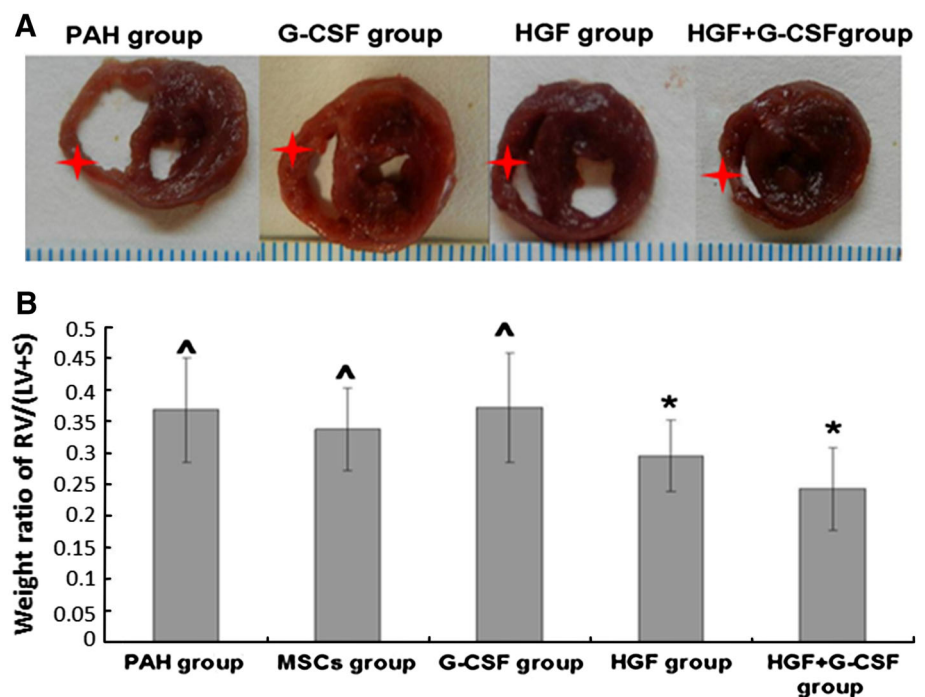 A
PAH group
G-CSF group
HGF group
HGF+G-CSFgroup
B
Weight ratio of RV/(LV+S)
0.5
0.45
0.4
0.35
0.3
0.25
0.2
0.15
0.1
0.05
0
^
^
^
*
*
PAH group
MSCs group
G-CSF group
HGF group
HGF+G-CSF
group